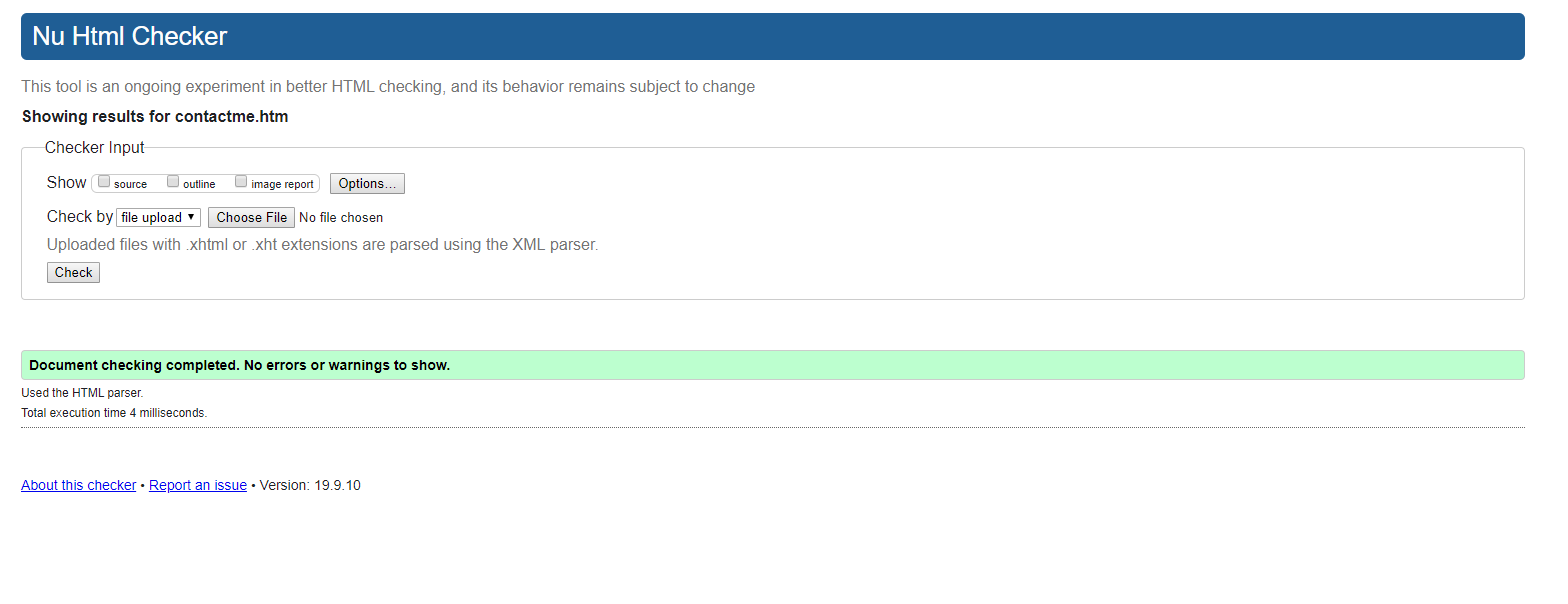 Nu Html Checker
This tool is an ongoing experiment in better HTML checking, and its behavior remains subject to change
Showing results for contactme.htm
Checker Input
Show source outline image report Options...
Check by file upload Choose File No file chosen
Uploaded files with .xhtml or .xht extensions are parsed using the XML parser.
Check
Document checking completed. No errors or warnings to show.
Used the HTML parser.
Total execution time 4 milliseconds.
About this checker • Report an issue • Version: 19.9.10